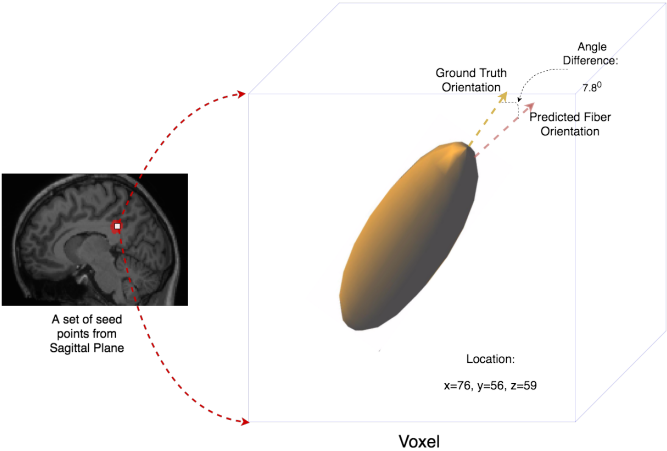 Angle
Difference:
7.8⁰
Ground Truth
Orientation
Predicted Fiber
Orientation
A set of seed
points from
Sagittal Plane
Location:
x=76, y=56, z=59
Voxel